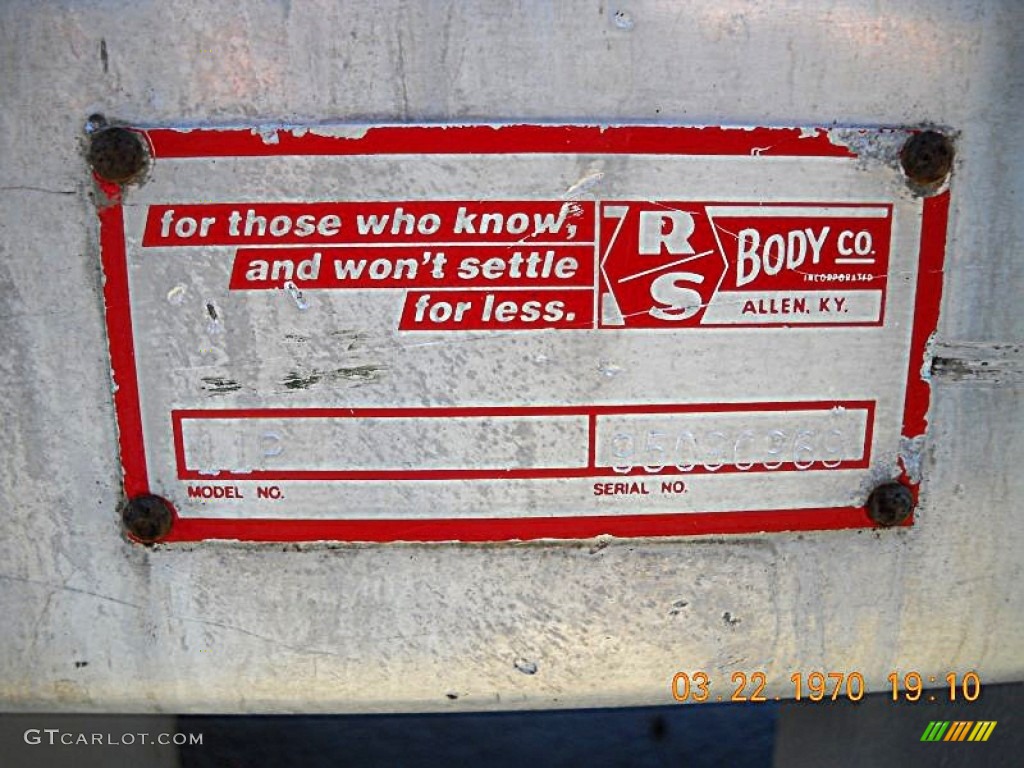 for those who know,
and won't settle
for less.
R
S
BODY CO.
INCORPORATED
ALLEN, KY.
MODEL NO.
SERIAL NO.
03.22.1970 19:10
GTCARLOT.COM